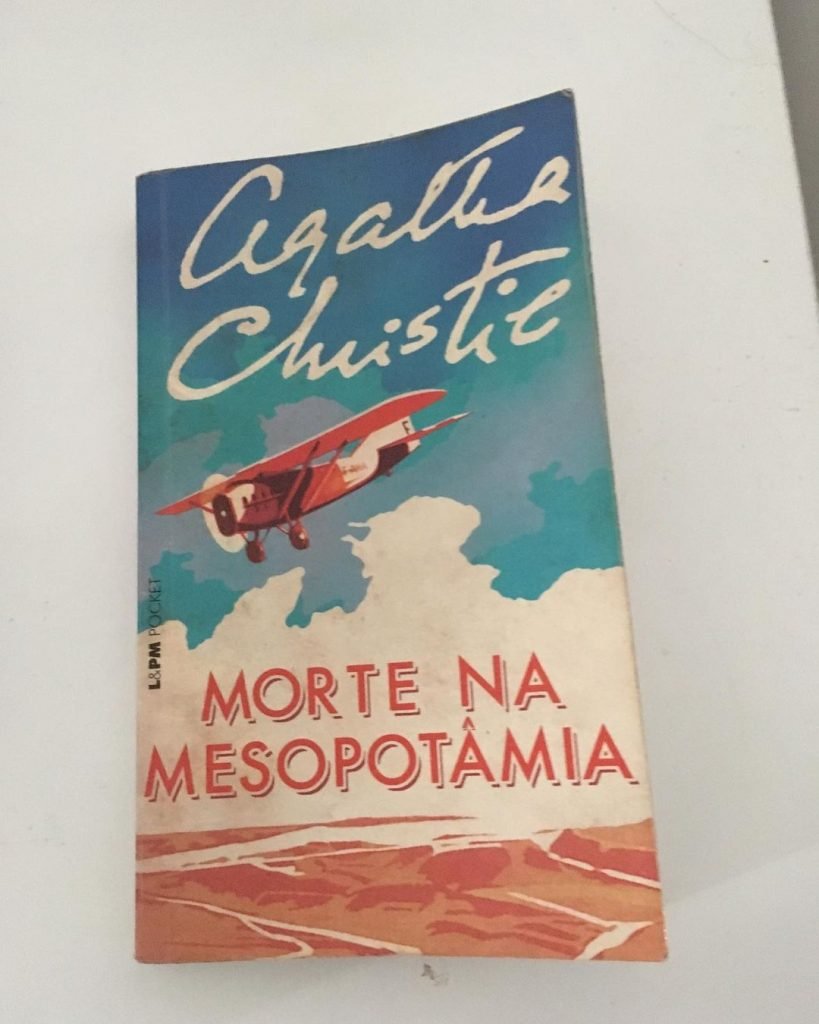 Agatha
Christie
F
L&PM POCKET
MORTE NA
MESOPOTÂMIA